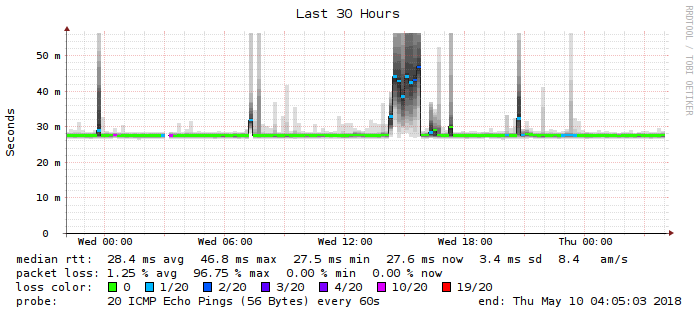 Last 30 Hours
RRDTOOL / TOBI OETIKER
Seconds
50 m
40 m
30 m
20 m
10 m
0
Wed 00:00 Wed 06:00 Wed 12:00 Wed 18:00 Thu 00:00
median rtt: 28.4 ms avg 46.8 ms max 27.5 ms min 27.6 ms now 3.4 ms sd 8.4 am/s
packet loss: 1.25 % avg 96.75 % max 0.00 % min 0.00 % now
loss color: 0 1/20 2/20 3/20 4/20 10/20 19/20
probe: 20 ICMP Echo Pings (56 Bytes) every 60s end: Thu May 10 04:05:03 2018